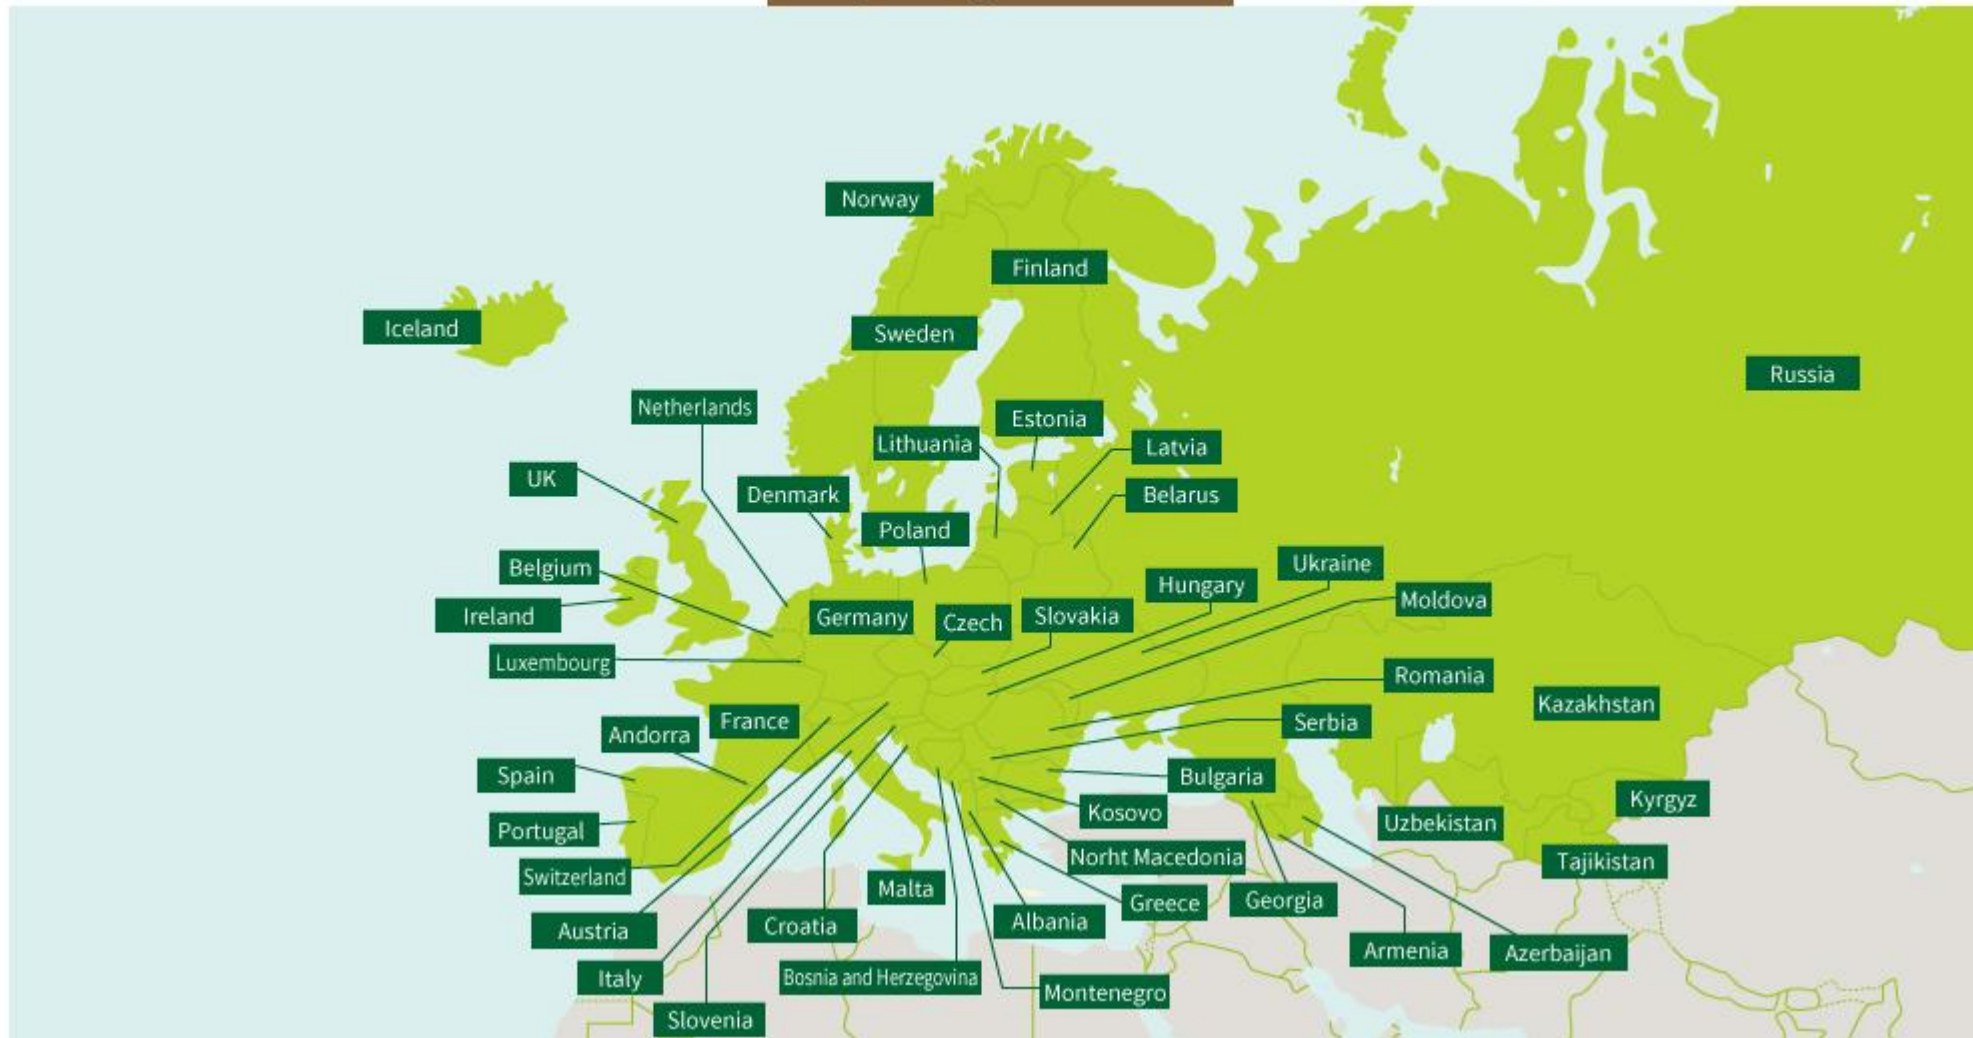 Norway
Finland
Iceland
Sweden
Russia
Netherlands
Estonia
Lithuania
Latvia
UK
Denmark
Belarus
Poland
Belgium
Ukraine
Hungary
Moldova
Ireland
Germany
Czech
Slovakia
Luxembourg
Romania
Kazakhstan
France
Serbia
Andorra
Spain
Bulgaria
Kyrgyz
Kosovo
Uzbekistan
Portugal
Norht Macedonia
Tajikistan
Switzerland
Malta
Greece
Georgia
Albania
Croatia
Austria
Armenia
Azerbaijan
Italy
Bosnia and Herzegovina
Montenegro
Slovenia